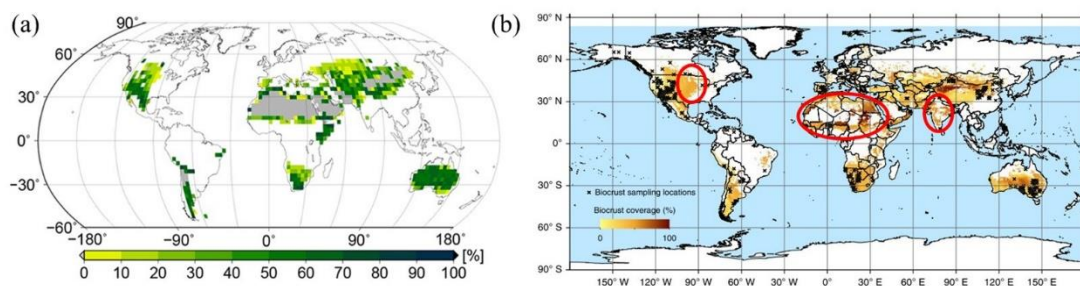 (a)
90°
60°
30°
0°
−30°
−60°
−180° −90° 0° 90° 180°
0 10 20 30 40 50 60 70 80 90 100 [%]
(b)
90° N
60° N
30° N
0°
30° S
60° S
90° S
Biocrust sampling locations
Biocrust coverage (%)
0 100
150° W 120° W 90° W 60° W 30° W 0° 30° E 60° E 90° E 120° E 150° E